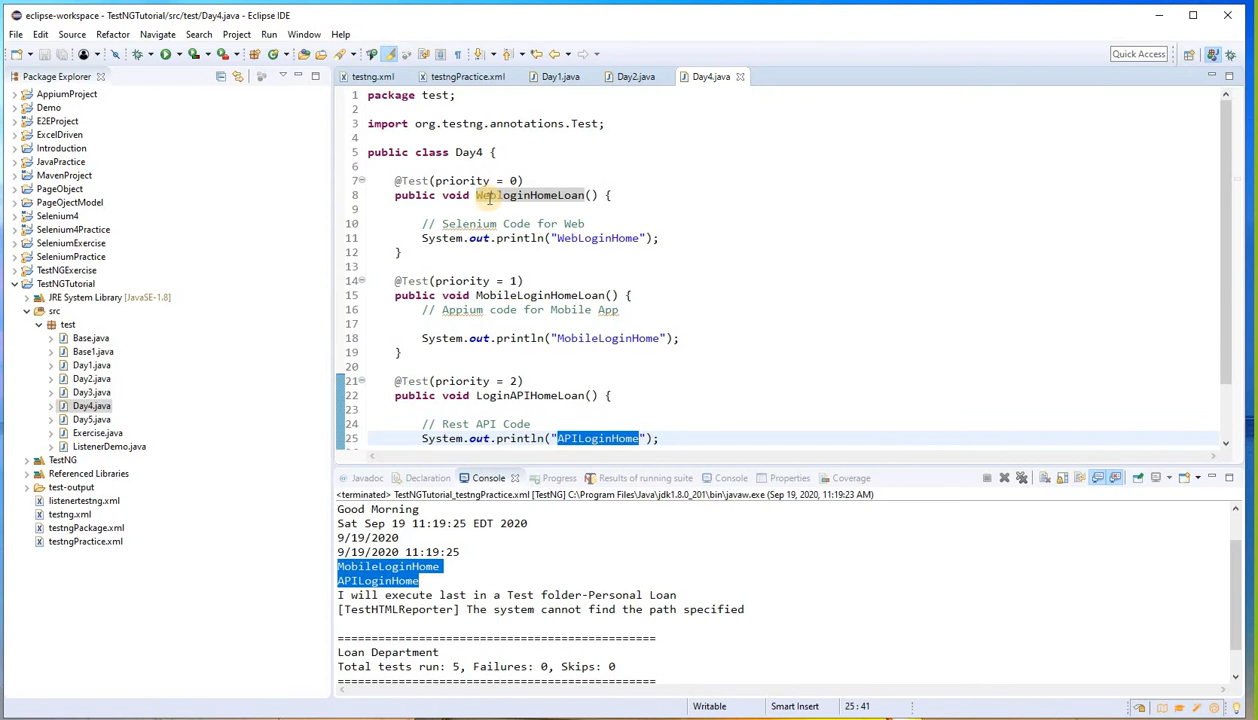 eclipse-workspace - TestNGTutorial/src/test/Day4.java - Eclipse IDE
File Edit Source Refactor Navigate Search Project Run Window Help
Quick Access
Package Explorer
AppiumProject
Demo
E2EProject
ExcelDriven
Introduction
JavaPractice
MavenProject
PageObject
PageObjectModel
Selenium4
Selenium4Practice
SeleniumExercise
SeleniumPractice
TestNGExercise
TestNGTutorial
JRE System Library [JavaSE-1.8]
src
test
Base.java
Base1.java
Day1.java
Day2.java
Day3.java
Day4.java
Day5.java
Exercise.java
ListenerDemo.java
TestNG
Referenced Libraries
test-output
listenertestng.xml
testng.xml
testngPackage.xml
testngPractice.xml
testng.xml testngPractice.xml Day1.java Day2.java Day4.java
1 package test;
2
3 import org.testng.annotations.Test;
4
5 public class Day4 {
6
7 @Test(priority = 0)
8 public void WebloginHomeLoan() {
9
10 // Selenium Code for Web
11 System.out.println("WebLoginHome");
12 }
13
14 @Test(priority = 1)
15 public void MobileLoginHomeLoan() {
16 // Appium code for Mobile App
17
18 System.out.println("MobileLoginHome");
19 }
20
21 @Test(priority = 2)
22 public void LoginAPIHomeLoan() {
23
24 // Rest API Code
25 System.out.println("APILoginHome");
Javadoc Declaration Console Progress Results of running suite Console Properties Coverage
<terminated> TestNGTutorial_testngPractice.xml [TestNG] C:\Program Files\Java\jdk1.8.0_201\bin\javaw.exe (Sep 19, 2020, 11:19:23 AM)
Good Morning
Sat Sep 19 11:19:25 EDT 2020
9/19/2020
9/19/2020 11:19:25
MobileLoginHome
APILoginHome
I will execute last in a Test folder-Personal Loan
[TestHTMLReporter] The system cannot find the path specified
===============================================
Loan Department
Total tests run: 5, Failures: 0, Skips: 0
===============================================
Writable Smart Insert 25 : 41